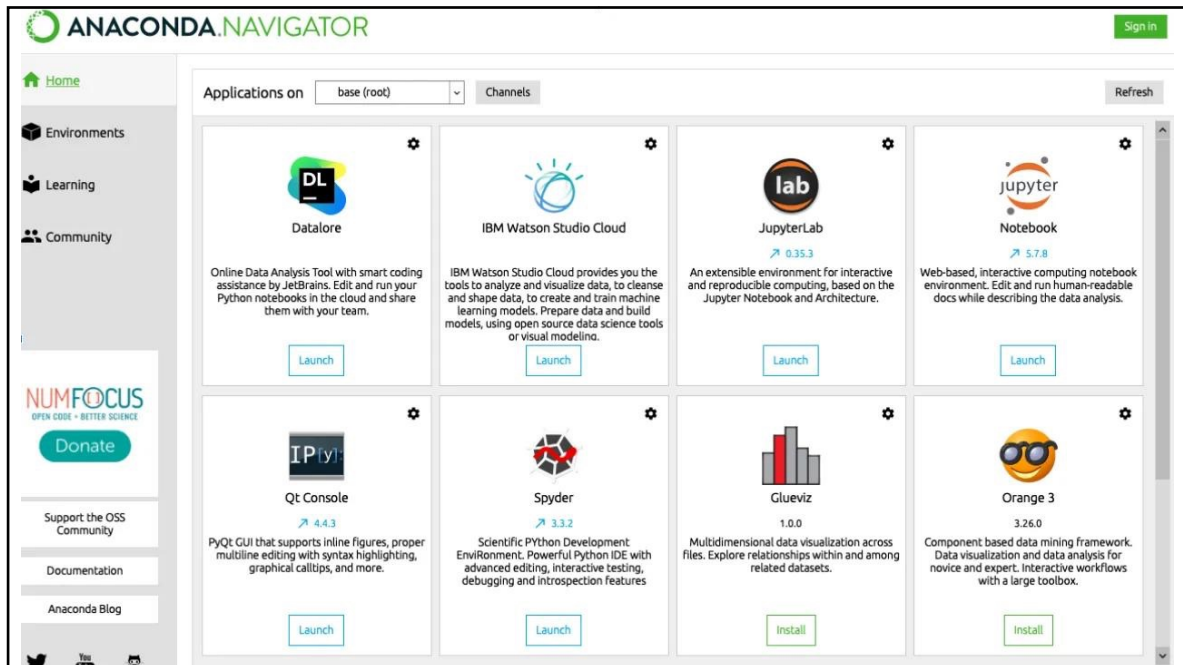 ANACONDA.NAVIGATOR
Sign in
Home
Environments
Learning
Community
NUMFOCUS
OPEN CODE = BETTER SCIENCE
Donate
Support the OSS
Community
Documentation
Anaconda Blog
You
Applications on
base (root)
Channels
Refresh
DL
Datalore
Online Data Analysis Tool with smart coding
assistance by JetBrains. Edit and run your
Python notebooks in the cloud and share
them with your team.
Launch
IBM Watson Studio Cloud
IBM Watson Studio Cloud provides you the
tools to analyze and visualize data, to cleanse
and shape data, to create and train machine
learning models. Prepare data and build
models, using open source data science tools
or visual modeling.
Launch
lab
JupyterLab
0.35.3
An extensible environment for interactive
and reproducible computing, based on the
Jupyter Notebook and Architecture.
Launch
jupyter
Notebook
5.7.8
Web-based, interactive computing notebook
environment. Edit and run human-readable
docs while describing the data analysis.
Launch
IP[y]:
Qt Console
4.4.3
PyQt GUI that supports inline figures, proper
multiline editing with syntax highlighting,
graphical calltips, and more.
Launch
Spyder
3.3.2
Scientific PYthon Development
EnviRonment. Powerful Python IDE with
advanced editing, interactive testing,
debugging and introspection features
Launch
Glueviz
1.0.0
Multidimensional data visualization across
files. Explore relationships within and among
related datasets.
Install
Orange 3
3.26.0
Component based data mining framework.
Data visualization and data analysis for
novice and expert. Interactive workflows
with a large toolbox.
Install